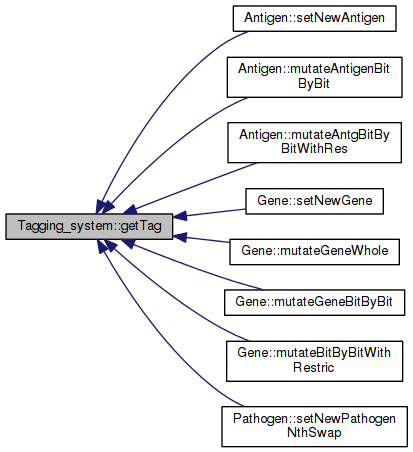 Antigen::setNewAntigen
Antigen::mutateAntigenBit
ByBit
Antigen::mutateAntgBitBy
BitWithRes
Gene::setNewGene
Tagging_system::getTag
Gene::mutateGeneWhole
Gene::mutateGeneBitByBit
Gene::mutateBitByBitWith
Restric
Pathogen::setNewPathogen
NthSwap